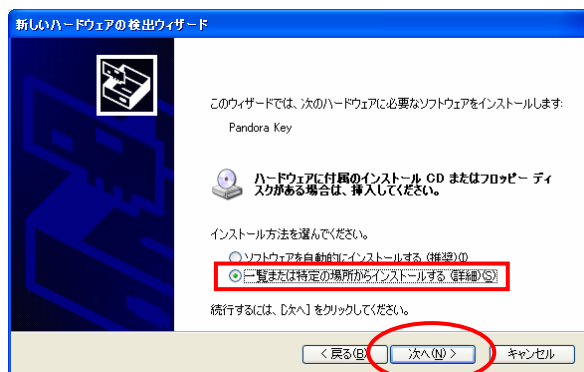 新しいハードウェアの検出ウィザード
このウィザードでは、次のハードウェアに必要なソフトウェアをインストールします:
Pandora Key
ハードウェアに付属のインストール CD またはフロッピー ディ
スクがある場合は、挿入してください。
インストール方法を選んでください。
ソフトウェアを自動的にインストールする (推奨)(I)
一覧または特定の場所からインストールする (詳細)(S)
続行するには、[次へ] をクリックしてください。
< 戻る(B)
次へ(N) >
キャンセル